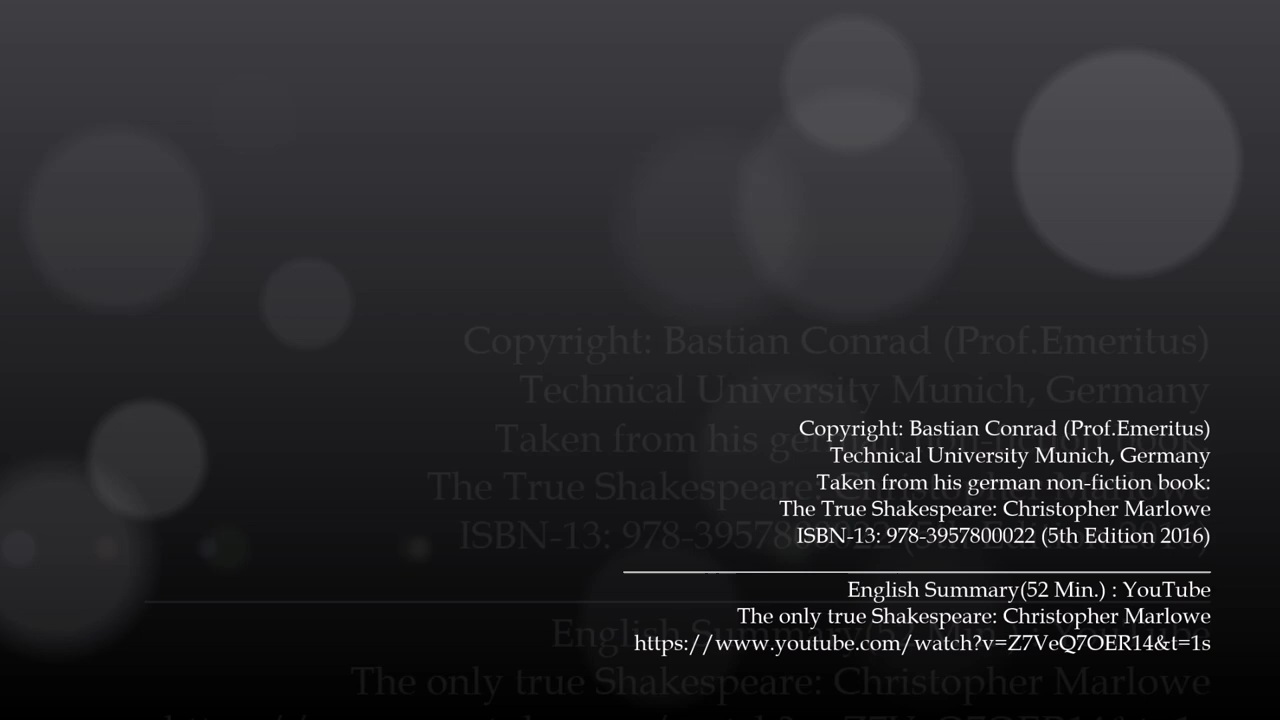 Copyright: Bastian Conrad (Prof.Emeritus)
Technical University Munich, Germany
Taken from his german non-fiction book:
The True Shakespeare: Christopher Marlowe
ISBN-13: 978-3957800022 (5th Edition 2016)
English Summary(52 Min.) : YouTube
The only true Shakespeare: Christopher Marlowe
https://www.youtube.com/watch?v=Z7VeQ7OER14&t=1s